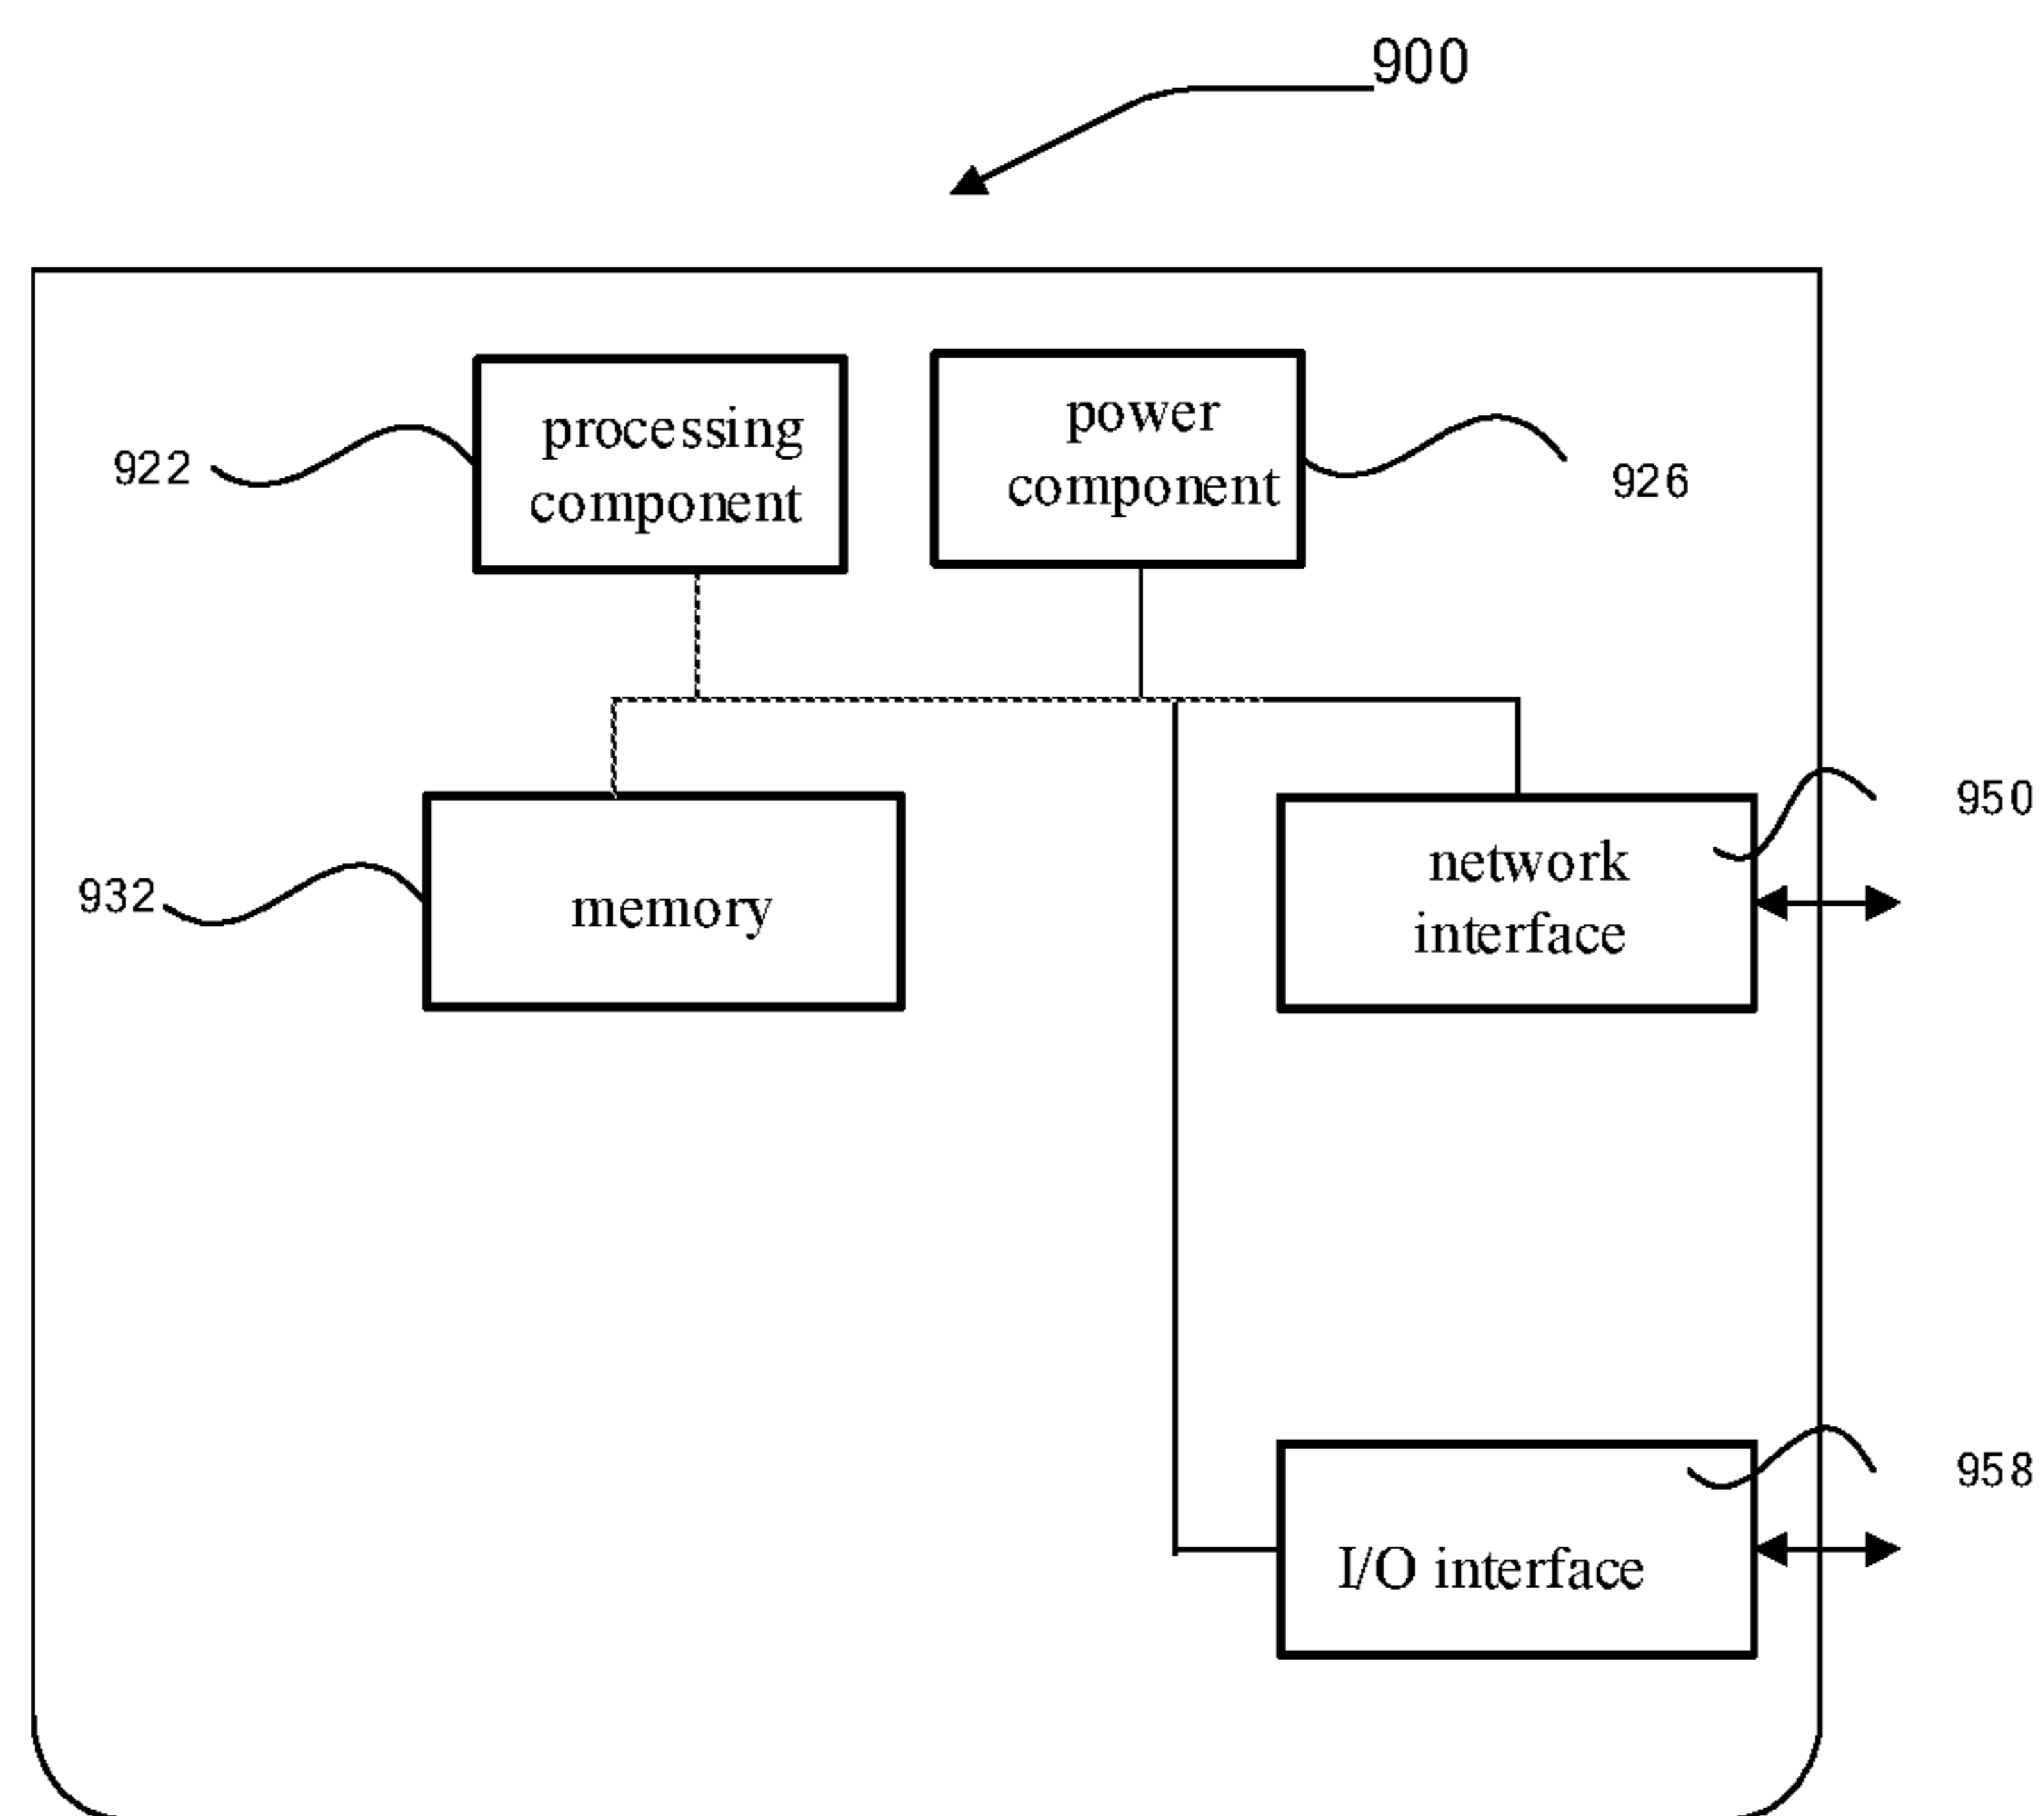 900
processing
component
power
component
922
926
950
932
memory
network
interface
958
I/O interface